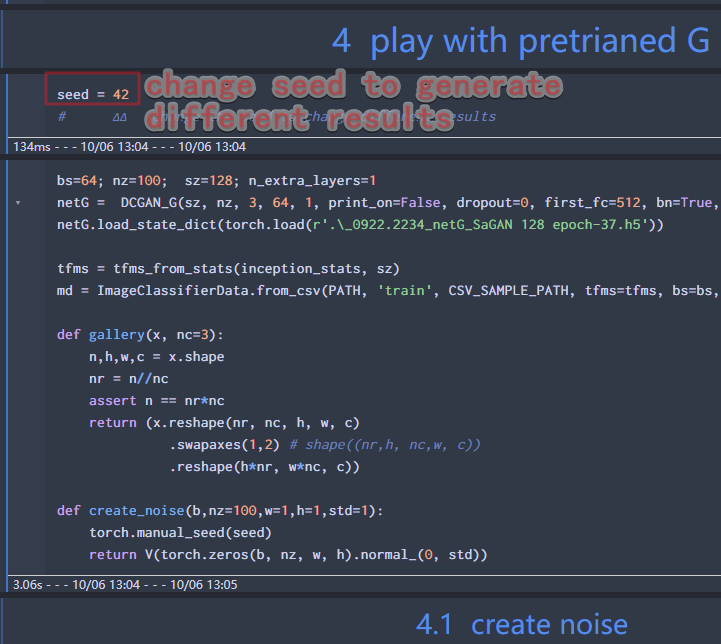 4 play with pretrianed G
seed = 42
change seed to generate
different results
# ΔΔ
134ms - - - 10/06 13:04 - - - 10/06 13:04
bs=64; nz=100; sz=128; n_extra_layers=1
netG = DCGAN_G(sz, nz, 3, 64, 1, print_on=False, dropout=0, first_fc=512, bn=True,
netG.load_state_dict(torch.load(r'.\_0922.2234_netG_SaGAN 128 epoch-37.h5'))
tfms = tfms_from_stats(inception_stats, sz)
md = ImageClassifierData.from_csv(PATH, 'train', CSV_SAMPLE_PATH, tfms=tfms, bs=bs,
def gallery(x, nc=3):
n,h,w,c = x.shape
nr = n//nc
assert n == nr*nc
return (x.reshape(nr, nc, h, w, c)
.swapaxes(1,2) # shape((nr,h, nc,w, c))
.reshape(h*nr, w*nc, c))
def create_noise(b,nz=100,w=1,h=1,std=1):
torch.manual_seed(seed)
return V(torch.zeros(b, nz, w, h).normal_(0, std))
3.06s - - - 10/06 13:04 - - - 10/06 13:05
4.1 create noise